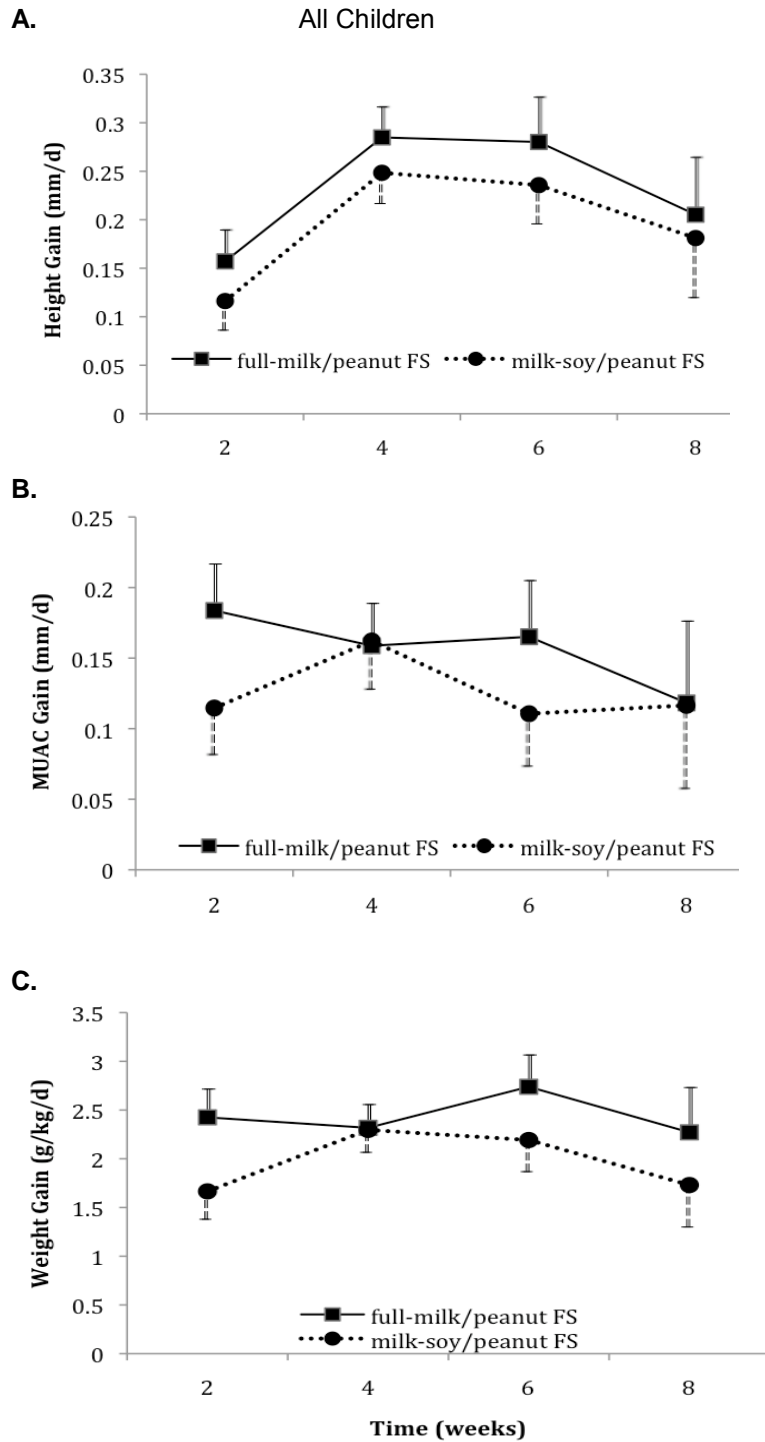 A. All Children
0.35
0.3
0.25
0.2
0.15
0.1
0.05
0
Height Gain (mm/d)
full-milk/peanut FS milk-soy/peanut FS
2 4 6 8
B.
0.25
0.2
0.15
0.1
0.05
0
MUAC Gain (mm/d)
full-milk/peanut FS milk-soy/peanut FS
2 4 6 8
C.
3.5
3
2.5
2
1.5
1
0.5
0
Weight Gain (g/kg/d)
full-milk/peanut FS
milk-soy/peanut FS
2 4 6 8
Time (weeks)